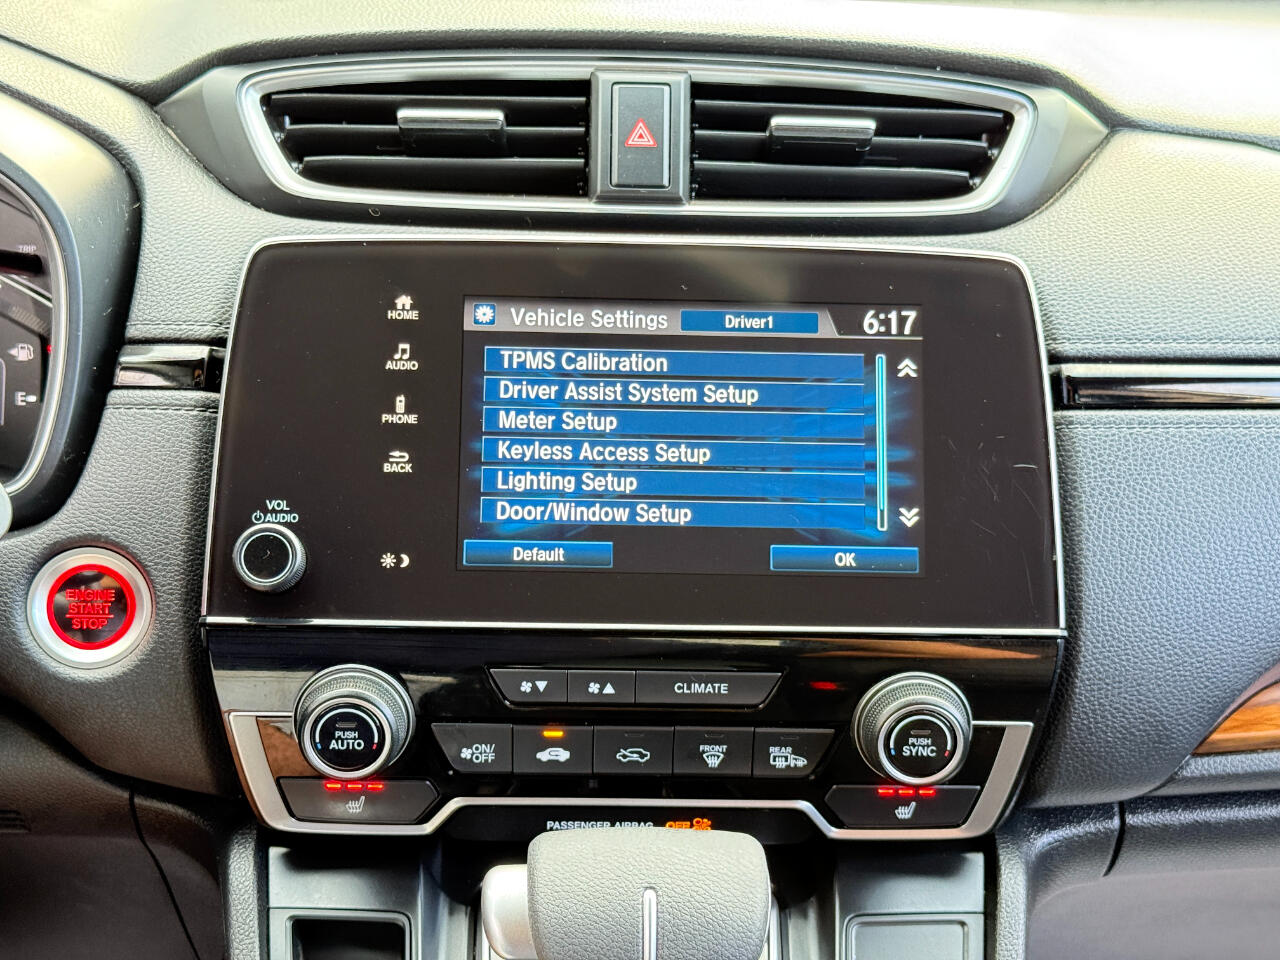 TRIP
HOME
AUDIO
PHONE
BACK
VOL
AUDIO
Vehicle Settings
Driver1
6:17
TPMS Calibration
Driver Assist System Setup
Meter Setup
Keyless Access Setup
Lighting Setup
Door/Window Setup
Default
OK
E
ENGINE
START
STOP
CLIMATE
PUSH
AUTO
ON/
OFF
FRONT
REAR
PUSH
SYNC
PASSENGER AIRBAG
OFF